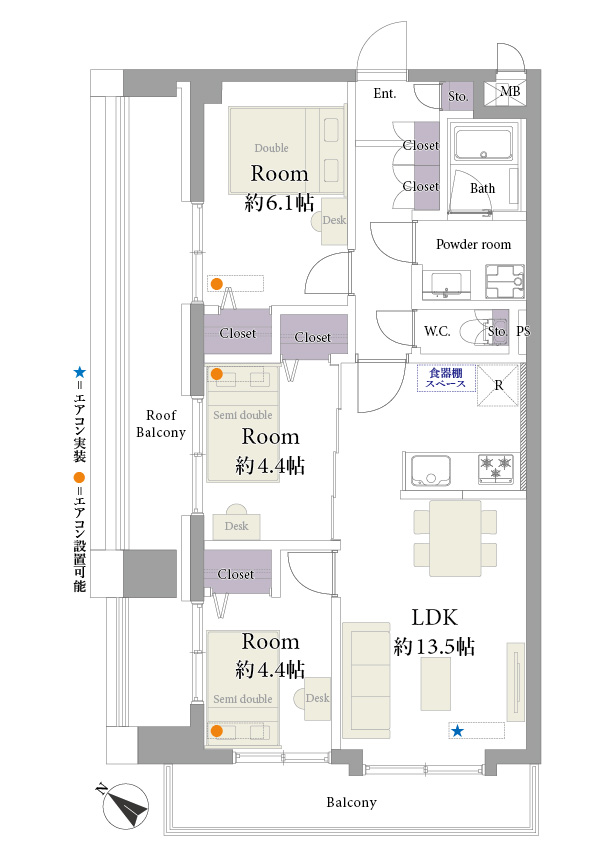 Ent.
Sto.
MB
Double
Closet
Room
約6.1帖
Closet
Bath
Desk
Powder room
Closet
Closet
W.C.
Sto.
PS
★=エアコン実装 ●=エアコン設置可能
食器棚
スペース
R
Semi double
Roof
Balcony
Room
約4.4帖
Desk
Closet
LDK
約13.5帖
Room
約4.4帖
Semi double
Desk
★
N
Balcony